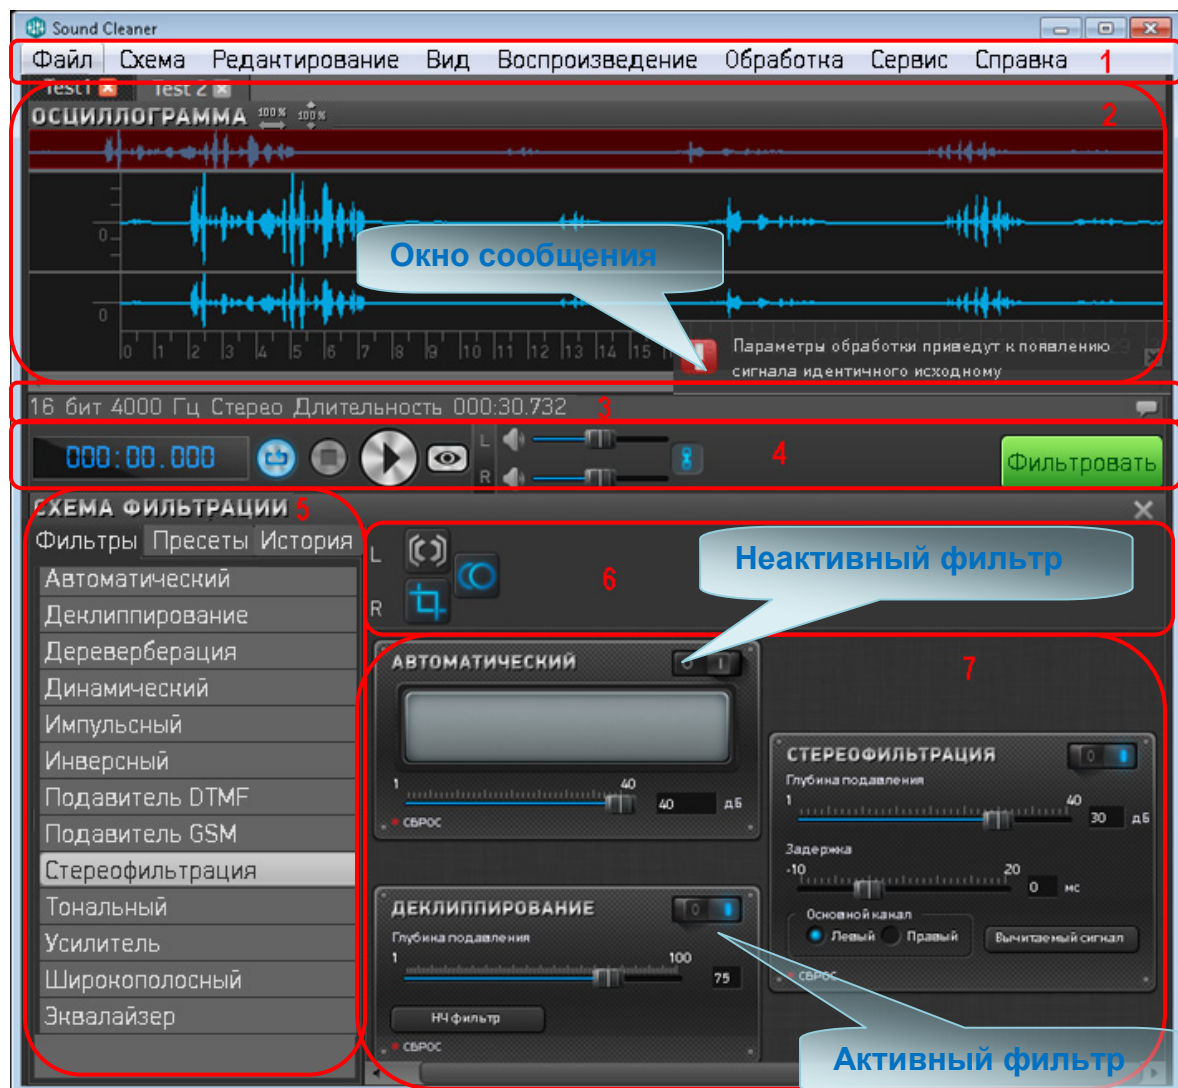 Sound Cleaner
Файл Схема Редактирование Вид Воспроизведение Обработка Сервис Справка 1
Test1 Test 2
ОСЦИЛЛОГРАММА 100% 100% 2
0
Окно сообщения
0
0 1 2 3 4 5 6 7 8 9 10 11 12 13 14 15
Параметры обработки приведут к появлению
сигнала идентичного исходному
16 бит 4000 Гц Стерео Длительность 000:30.732 3
000:00.000 L R 4 Фильтровать
СХЕМА ФИЛЬТРАЦИИ 5
Фильтры Пресеты История
Автоматический
Деклиппирование
Дереверберация
Динамический
Импульсный
Инверсный
Подавитель DTMF
Подавитель GSM
Стереофильтрация
Тональный
Усилитель
Широкополосный
Эквалайзер
L
R
6
Неактивный фильтр
7
АВТОМАТИЧЕСКИЙ 0 I
1 40
40 дБ
СБРОС
СТЕРЕОФИЛЬТРАЦИЯ 0
Глубина подавления
1 40
30 дБ
Задержка
-10 20
0 мс
Основной канал
Левый Правый Вычитаемый сигнал
СБРОС
ДЕКЛИППИРОВАНИЕ 0
Глубина подавления
1 100
75
НЧ фильтр
СБРОС
Активный фильтр